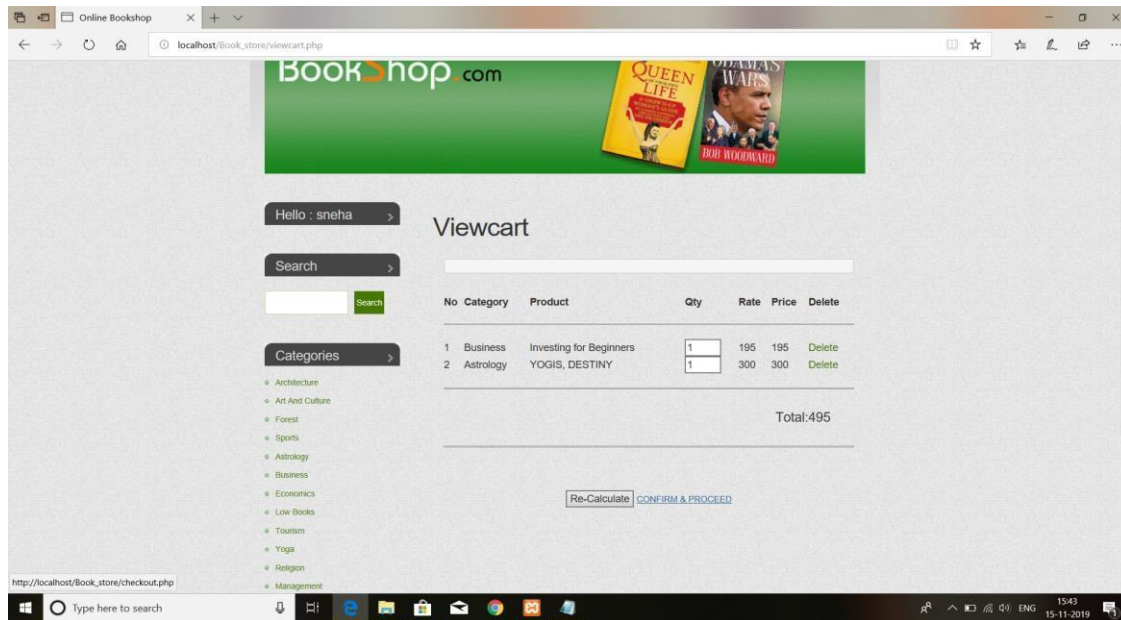 Online Bookshop
localhost/Book_store/viewcart.php
BookShop.com
QUEEN
LIFE
OBAMA'S
WARS
BOB WOODWARD
Hello : sneha
Viewcart
Search
Search
No Category Product Qty Rate Price Delete
1 Business Investing for Beginners 1 195 195 Delete
2 Astrology YOGIS, DESTINY 1 300 300 Delete
Total:495
Re-Calculate CONFIRM & PROCEED
Categories
Architecture
Art And Culture
Forest
Sports
Astrology
Business
Economics
Low Books
Tourism
Yoga
Religion
Management
http://localhost/Book_store/checkout.php
Type here to search
ENG
15:43
15-11-2019